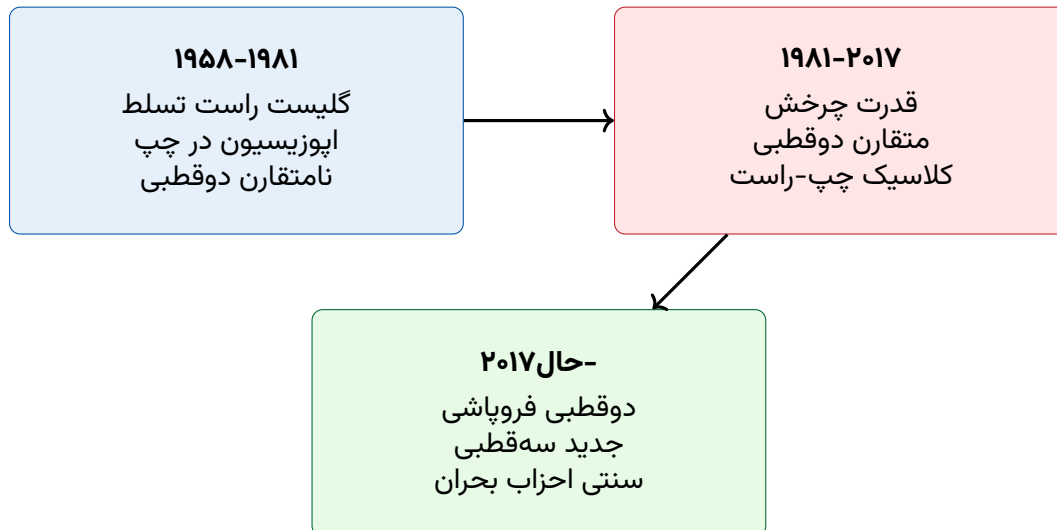 ۱۹۵۸-۱۹۸۱
گلیست راست تسلط
اپوزیسیون در چپ
نامتقارن دوقطبی
۱۹۸۱-۲۰۱۷
قدرت چرخش
متقارن دوقطبی
کلاسیک چپ-راست
-حال۲۰۱۷
دوقطبی فروپاشی
جدید سه‌قطبی
سنتی احزاب بحران